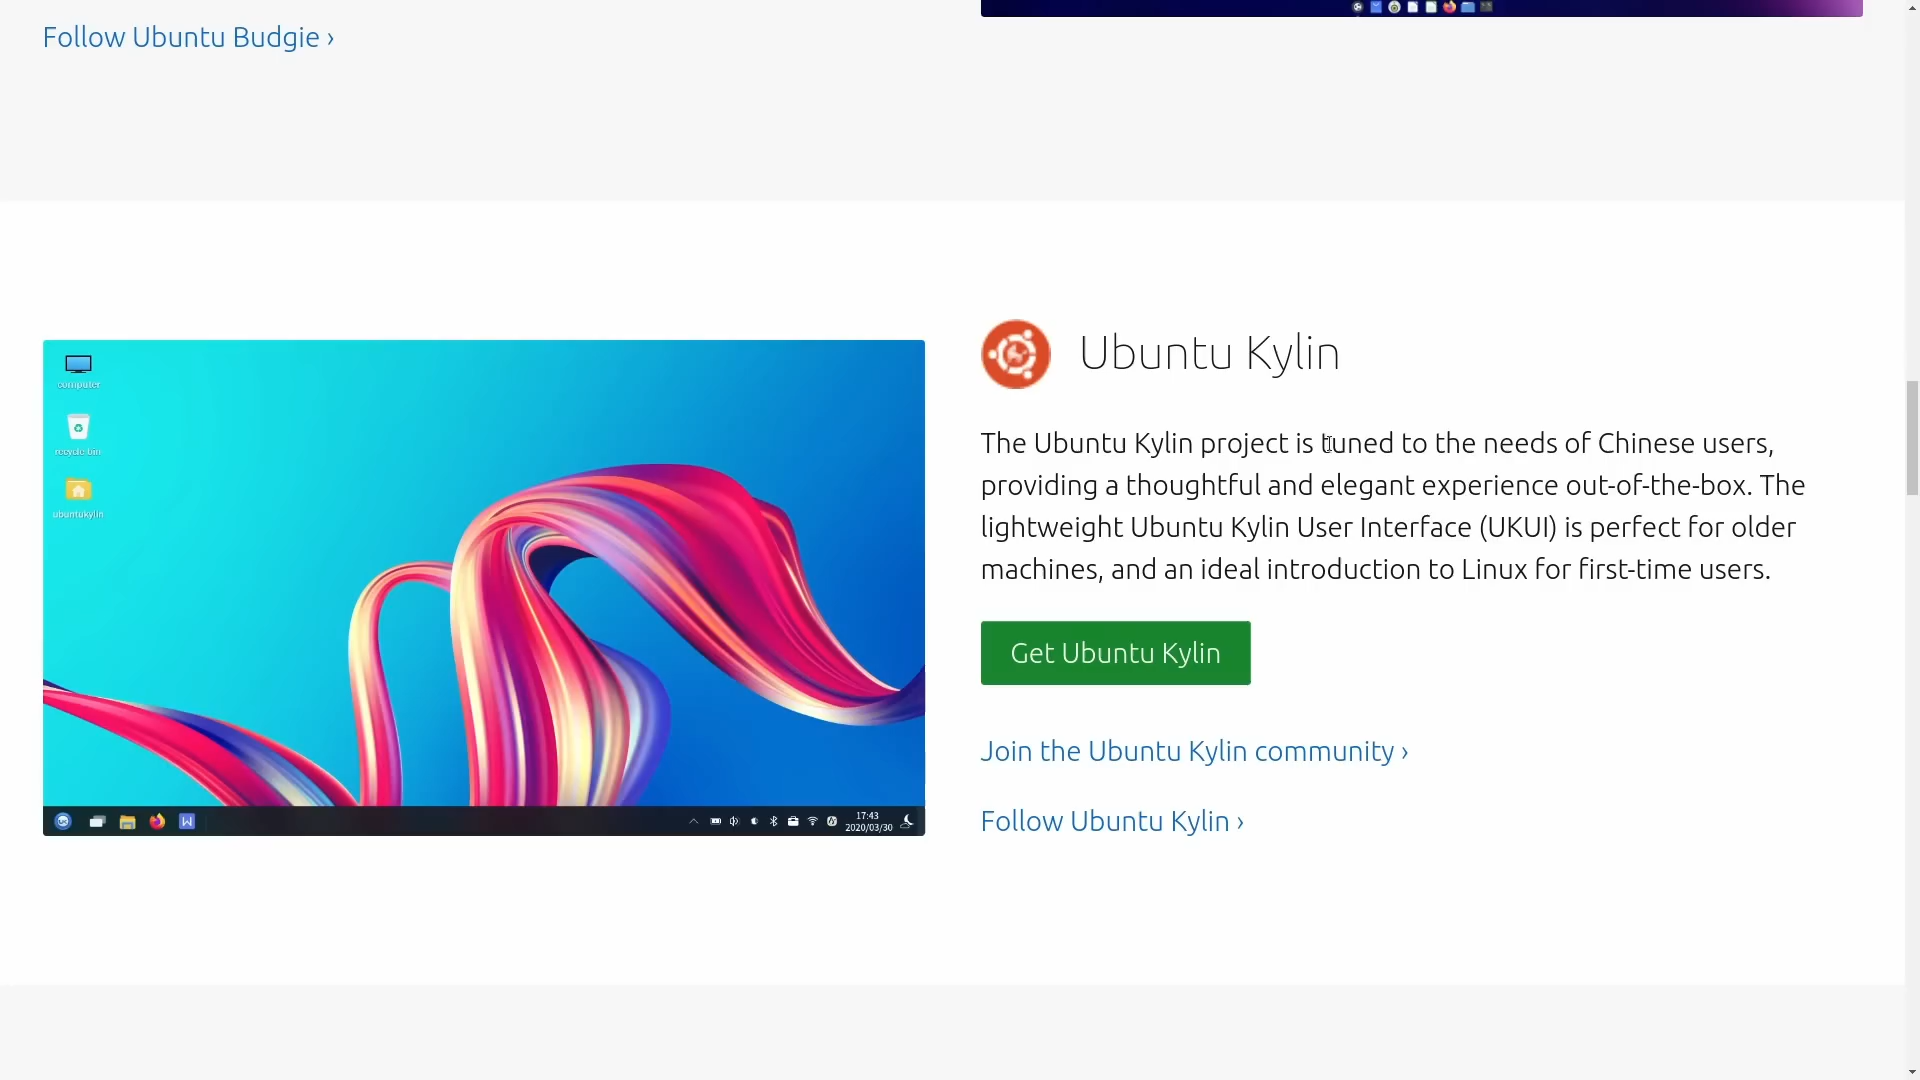 Follow Ubuntu Budgie ›
computer
recycle bin
ubuntukylin
17:43
2020/03/30
Ubuntu Kylin
The Ubuntu Kylin project is tuned to the needs of Chinese users,
providing a thoughtful and elegant experience out-of-the-box. The
lightweight Ubuntu Kylin User Interface (UKUI) is perfect for older
machines, and an ideal introduction to Linux for first-time users.
Get Ubuntu Kylin
Join the Ubuntu Kylin community ›
Follow Ubuntu Kylin ›